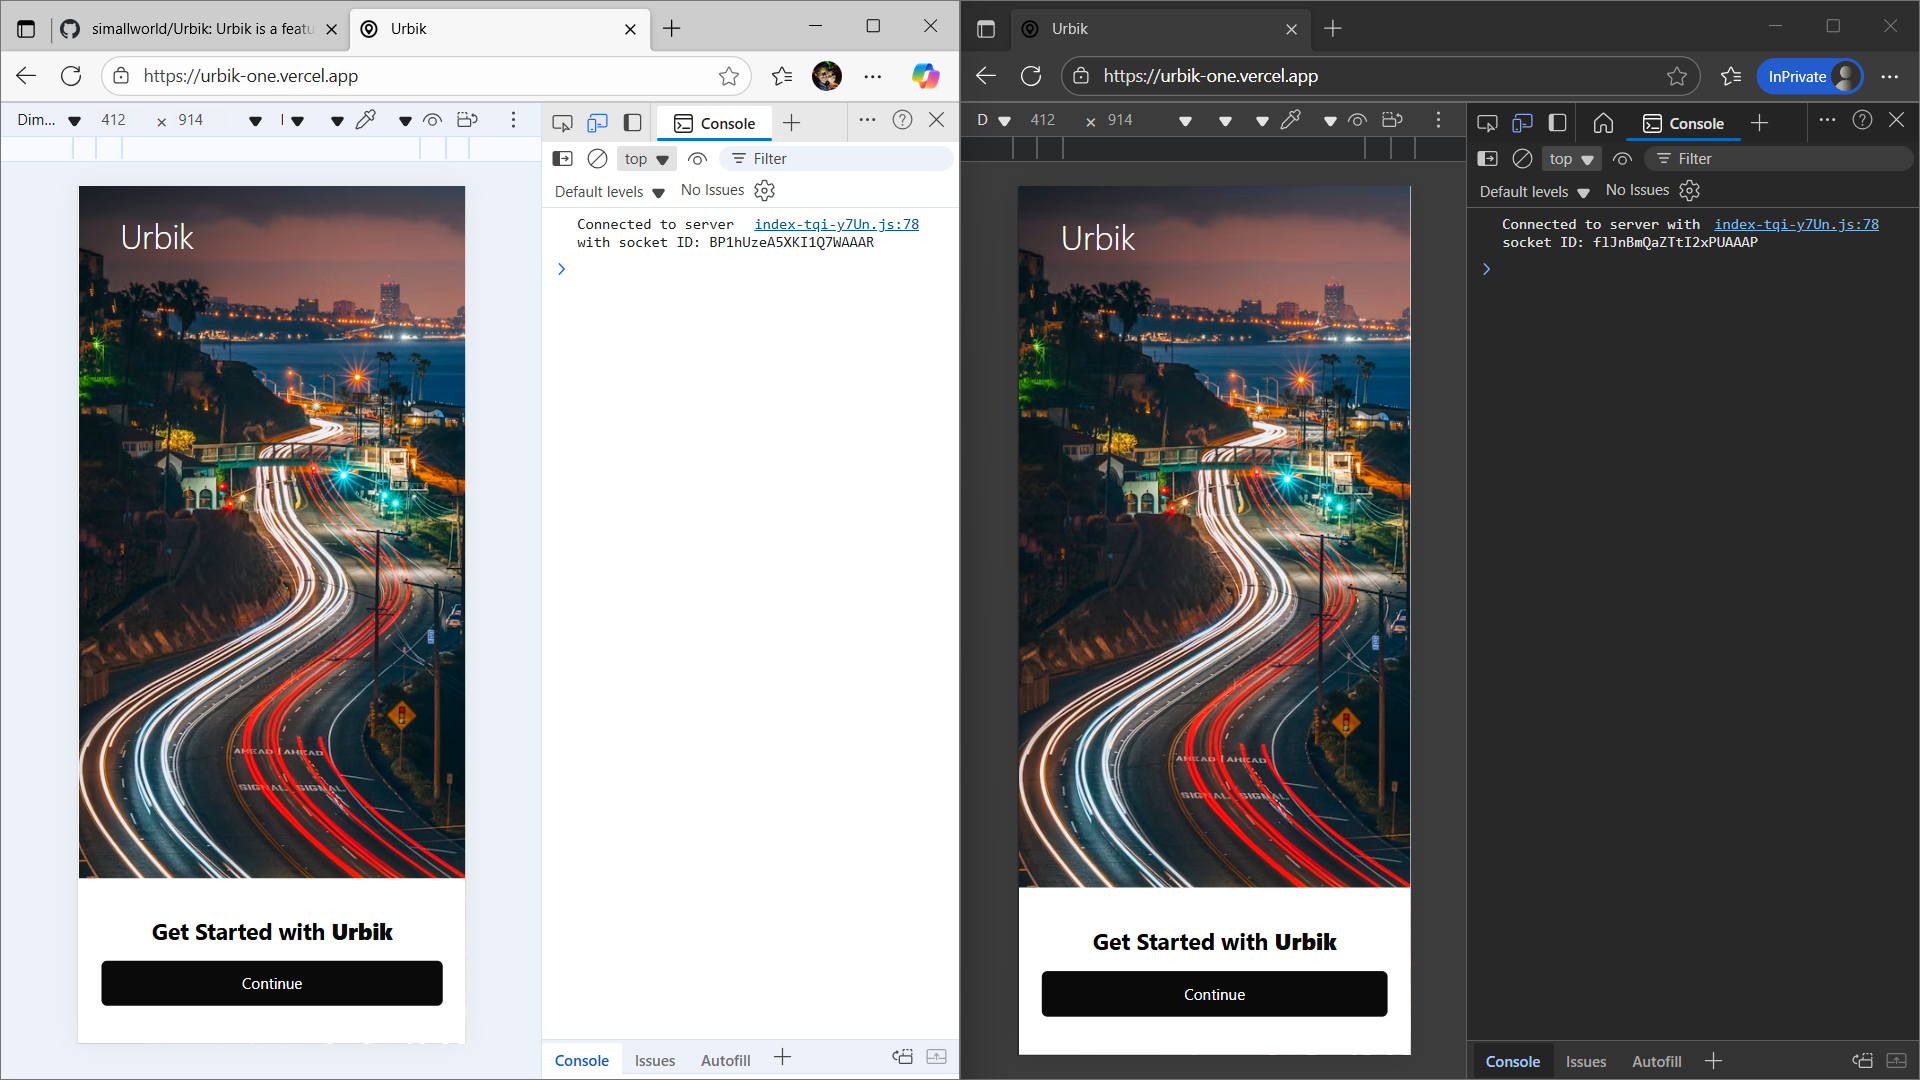 simallworld/Urbik: Urbik is a featu
Urbik
https://urbik-one.vercel.app
Dim...
412
×
914
Console
top
Filter
Default levels
No Issues
Connected to server
index-tqi-y7Un.js:78
with socket ID: BP1hUzeA5XKI1Q7WAAAR
Urbik
AHEAD AHEAD
SIGNAL SIGNAL
Get Started with Urbik
Continue
Console
Issues
Autofill
Urbik
https://urbik-one.vercel.app
InPrivate
D
412
×
914
Console
top
Filter
Default levels
No Issues
Connected to server with
index-tqi-y7Un.js:78
socket ID: flJnBmQaZTtI2xPUAAAP
Urbik
AHEAD AHEAD
SIGNAL SIGNAL
Get Started with Urbik
Continue
Console
Issues
Autofill